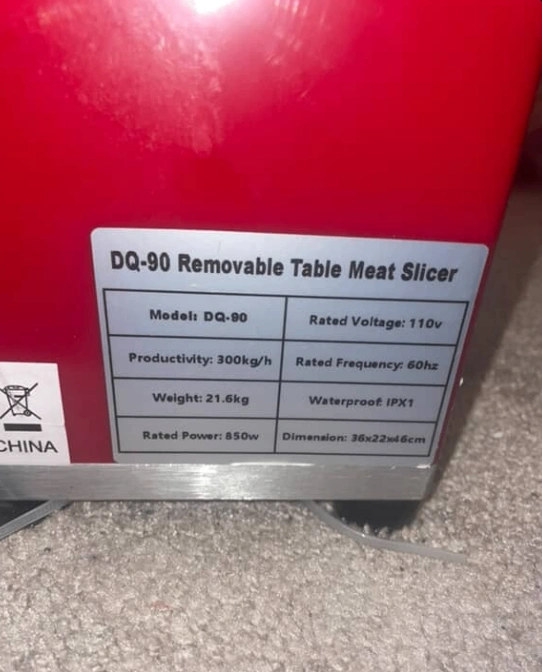 DQ-90 Removable Table Meat Slicer
Model: DQ-90
Rated Voltage: 110v
Productivity: 300kg/h
Rated Frequency: 60hz
Weight: 21.6kg
Waterproof: IPX1
Rated Power: 850w
Dimension: 36x22x46cm
CHINA